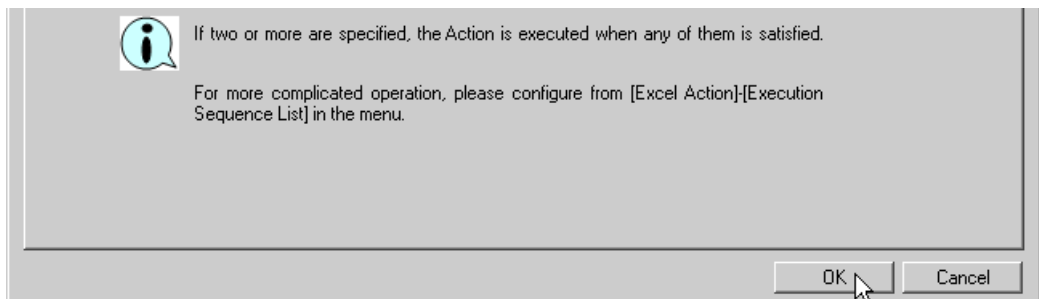 If two or more are specified, the Action is executed when any of them is satisfied.
For more complicated operation, please configure from [Excel Action]-[Execution
Sequence List] in the menu.
OK
Cancel